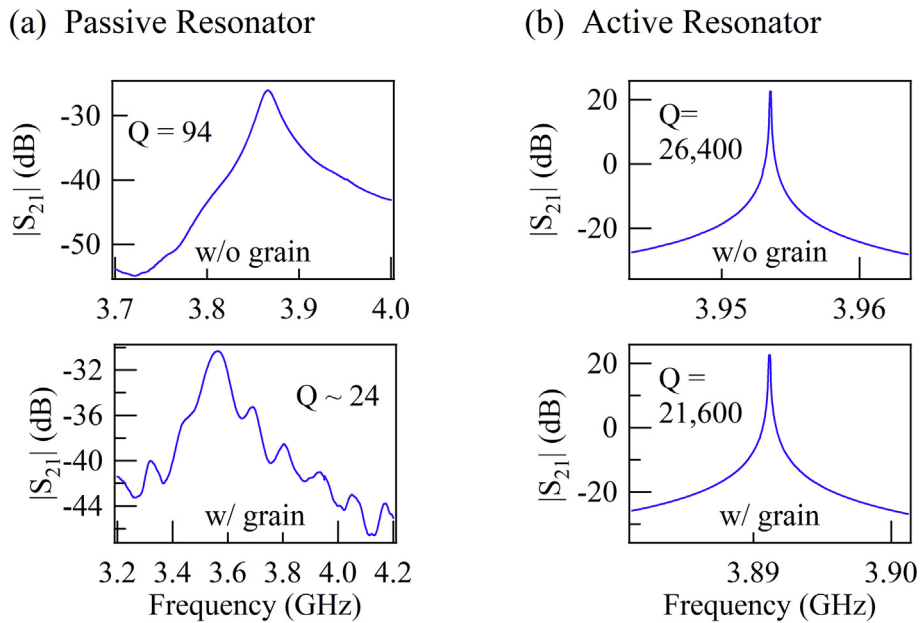 (a) Passive Resonator
|S21| (dB)
-30
-40
-50
Q = 94
w/o grain
3.7 3.8 3.9 4.0
|S21| (dB)
-32
-36
-40
-44
Q ~ 24
w/ grain
3.2 3.4 3.6 3.8 4.0 4.2
Frequency (GHz)
(b) Active Resonator
|S21| (dB)
20
0
-20
Q=
26,400
w/o grain
3.95 3.96
|S21| (dB)
20
0
-20
Q =
21,600
w/ grain
3.89 3.90
Frequency (GHz)